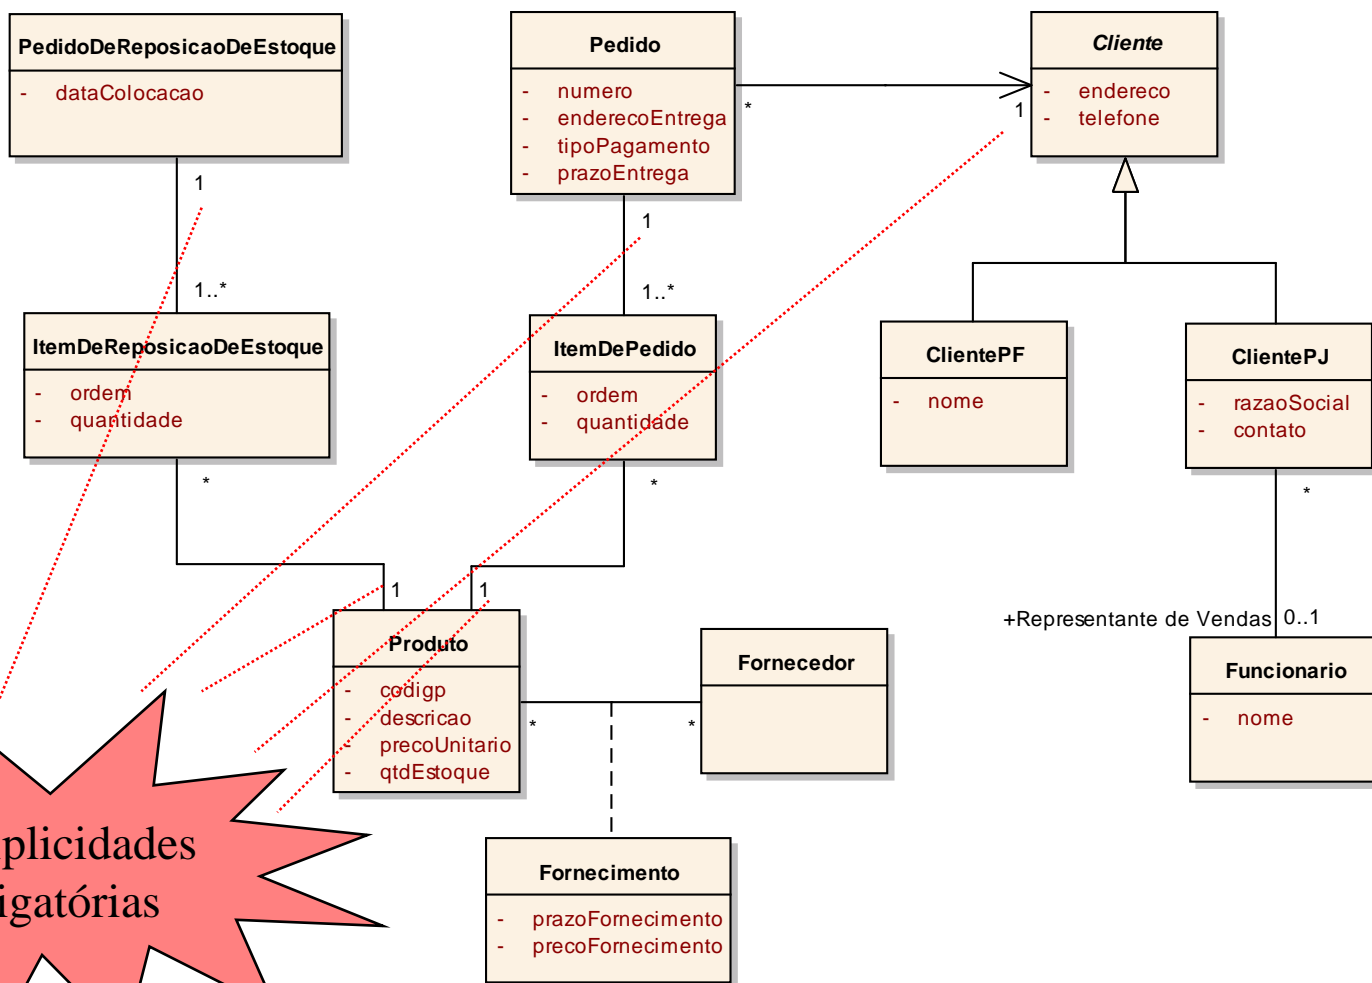 PedidoDeReposicaoDeEstoque
- dataColocacao
1
1..*
ItemDeReposicaoDeEstoque
- ordem
- quantidade
*
Pedido
- numero
- enderecoEntrega
- tipoPagamento
- prazoEntrega
*
1
1
1..*
ItemDePedido
- ordem
- quantidade
*
Cliente
- endereco
- telefone
ClientePF
- nome
ClientePJ
- razaoSocial
- contato
*
+Representante de Vendas 0..1
Funcionario
- nome
1
1
Produto
- codigp
- descricao
- precoUnitario
- qtdEstoque
*
*
Fornecedor
Fornecimento
- prazoFornecimento
- precoFornecimento
plicidades
igatórias